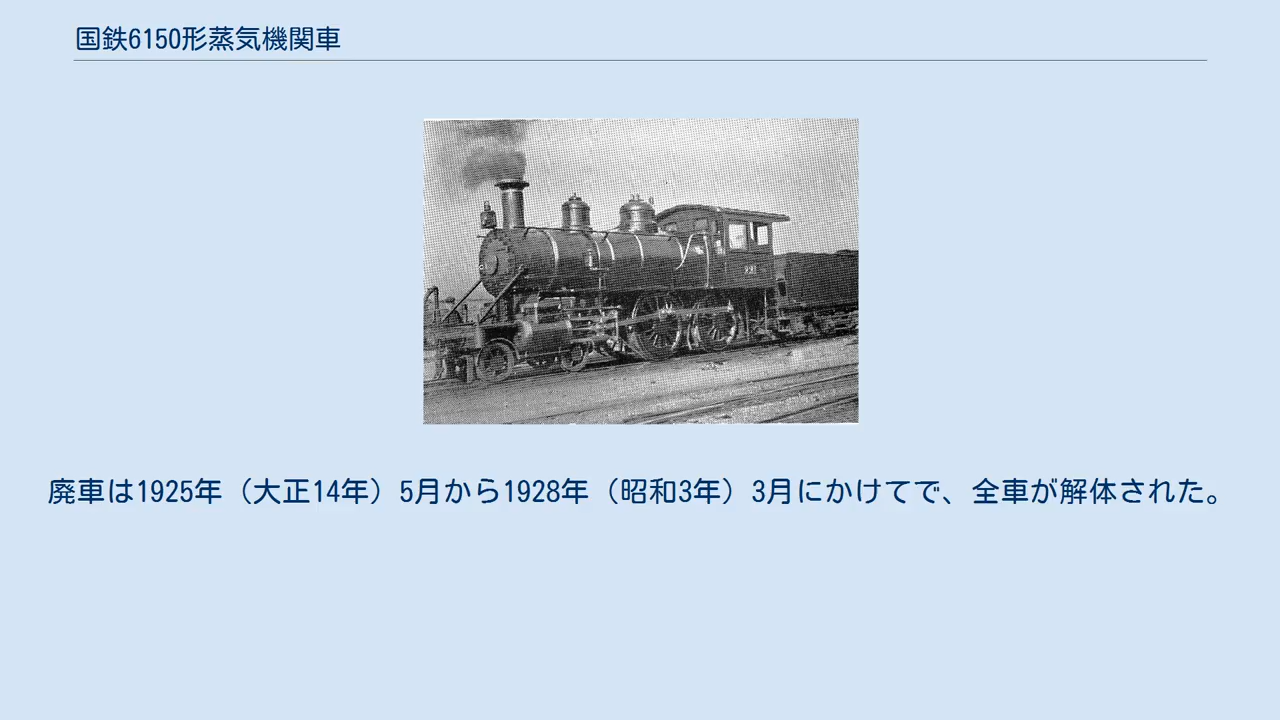 国鉄6150形蒸気機関車
廃車は1925年（大正14年）5月から1928年（昭和3年）3月にかけてで、全車が解体された。